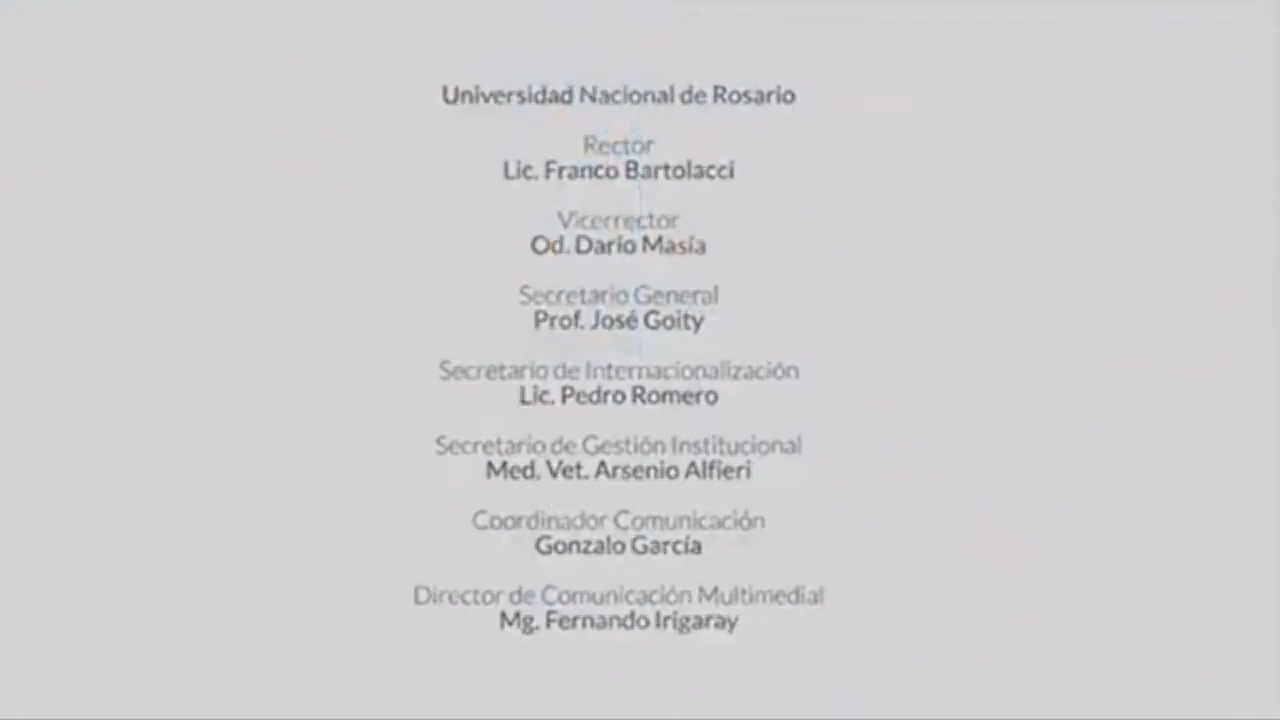 Universidad Nacional de Rosario
Rector
Lic. Franco Bartolacci
Vicerrector
Od. Dario Masía
Secretario General
Prof. José Goity
Secretario de Internacionalización
Lic. Pedro Romero
Secretario de Gestión Institucional
Med. Vet. Arsenio Alfieri
Coordinador Comunicación
Gonzalo García
Director de Comunicación Multimedial
Mg. Fernando Irigaray